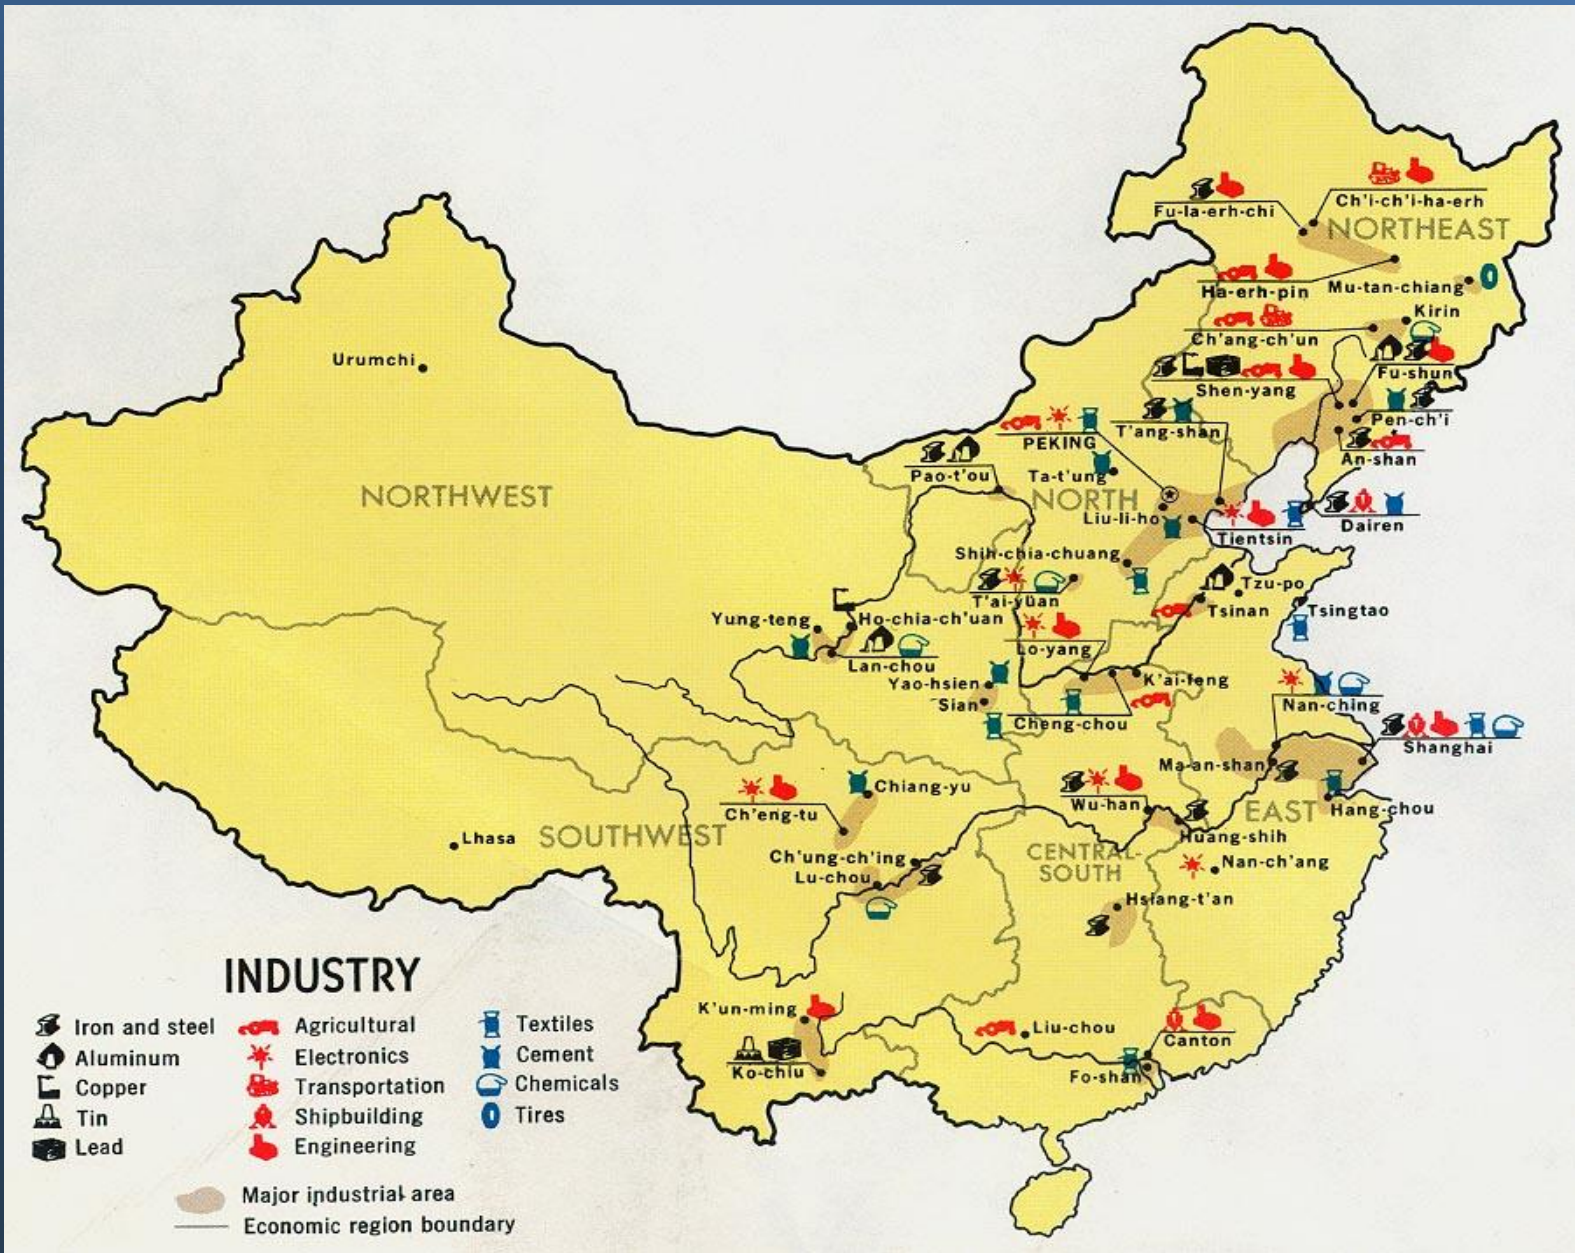 Ch'i-ch'i-ha-erh
Fu-la-erh-chi
NORTHEAST
Ha-erh-pin
Mu-tan-chiang
Kirin
Ch'ang-ch'un
Fu-shun
Shen-yang
Pen-ch'i
T'ang-shan
PEKING
An-shan
Pao-t'ou
Ta-t'ung
Urumchi
NORTHWEST
NORTH
Liu-li-ho
Dairen
Tientsin
Shih-chia-chuang
Tzu-po
T'ai-yüan
Tsinan
Tsingtao
Yung-teng
Ho-chia-ch'uan
Lo-yang
Lan-chou
Yao-hsien
K'ai-feng
Sian
Nan-ching
Cheng-chou
Shanghai
Ma-an-shan
Chiang-yu
Wu-han
Hang-chou
Ch'eng-tu
EAST
Lhasa
SOUTHWEST
Huang-shih
CENTRAL-
SOUTH
Ch'ung-ch'ing
Nan-ch'ang
Lu-chou
Hsiang-t'an
K'un-ming
Liu-chou
Canton
Ko-chiu
Fo-shan
INDUSTRY
Iron and steel
Aluminum
Copper
Tin
Lead
Agricultural
Electronics
Transportation
Shipbuilding
Engineering
Textiles
Cement
Chemicals
Tires
Major industrial area
Economic region boundary